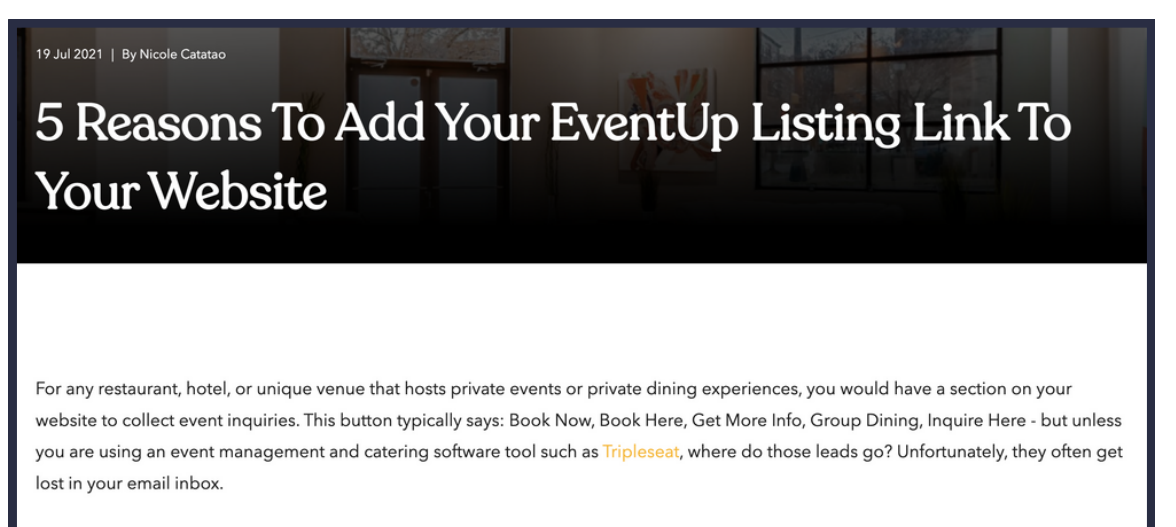 19 Jul 2021 | By Nicole Catatao
5 Reasons To Add Your EventUp Listing Link To
Your Website
For any restaurant, hotel, or unique venue that hosts private events or private dining experiences, you would have a section on your
website to collect event inquiries. This button typically says: Book Now, Book Here, Get More Info, Group Dining, Inquire Here - but unless
you are using an event management and catering software tool such as Tripleseat, where do those leads go? Unfortunately, they often get
lost in your email inbox.